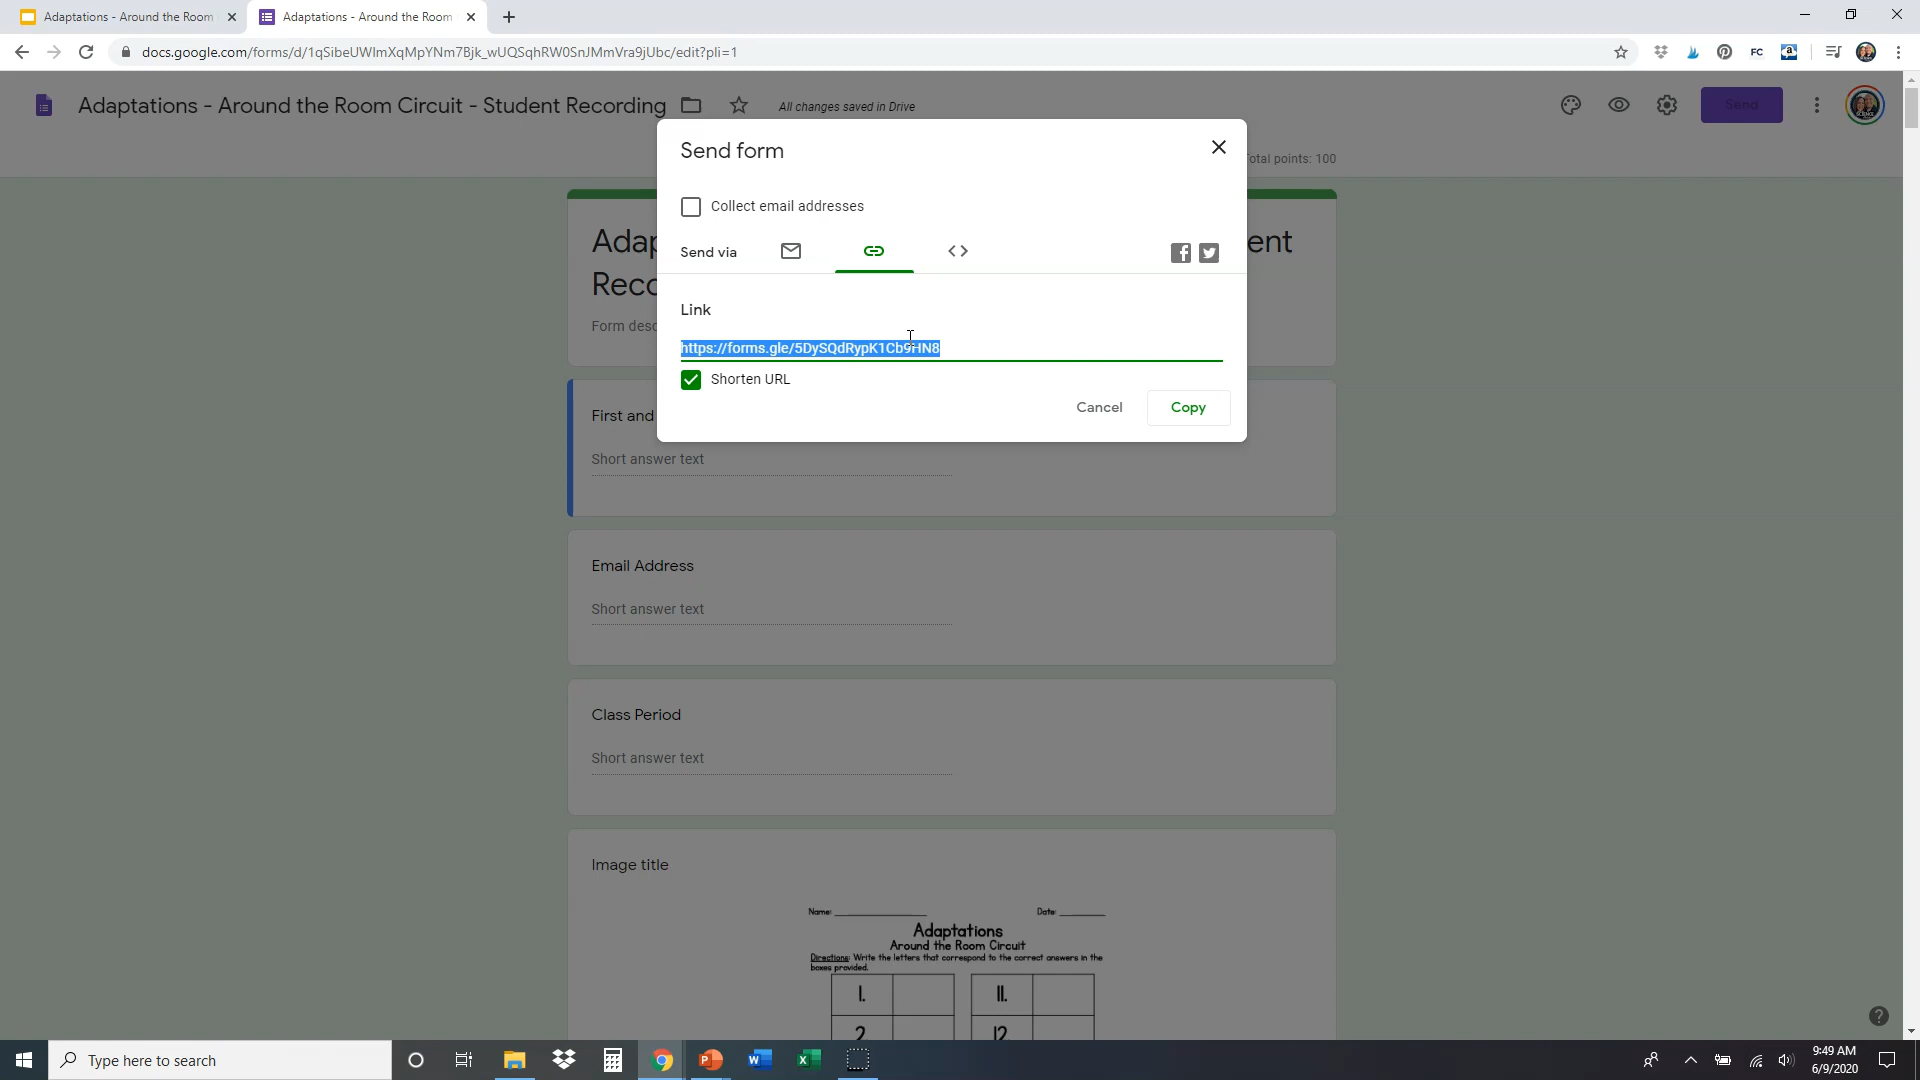 Adaptations - Around the Room
Adaptations - Around the Room
docs.google.com/forms/d/1qSibeUWImXqMpYNm7Bjk_wUQSqhRW0SnJMmVra9jUbc/edit?pli=1
FC
Adaptations - Around the Room Circuit - Student Recording
All changes saved in Drive
Send
Total points: 100
Send form
Collect email addresses
Send via
Link
https://forms.gle/5DySQdRypK1Cb9HN8
Shorten URL
Cancel
Copy
Adap
ent
Reco
Form desc
First and
Short answer text
Email Address
Short answer text
Class Period
Short answer text
Image title
Name: Date:
Adaptations
Around the Room Circuit
Directions: Write the letters that correspond to the correct answers in the
boxes provided.
1. 11.
2. 12.
Type here to search
9:49 AM
6/9/2020